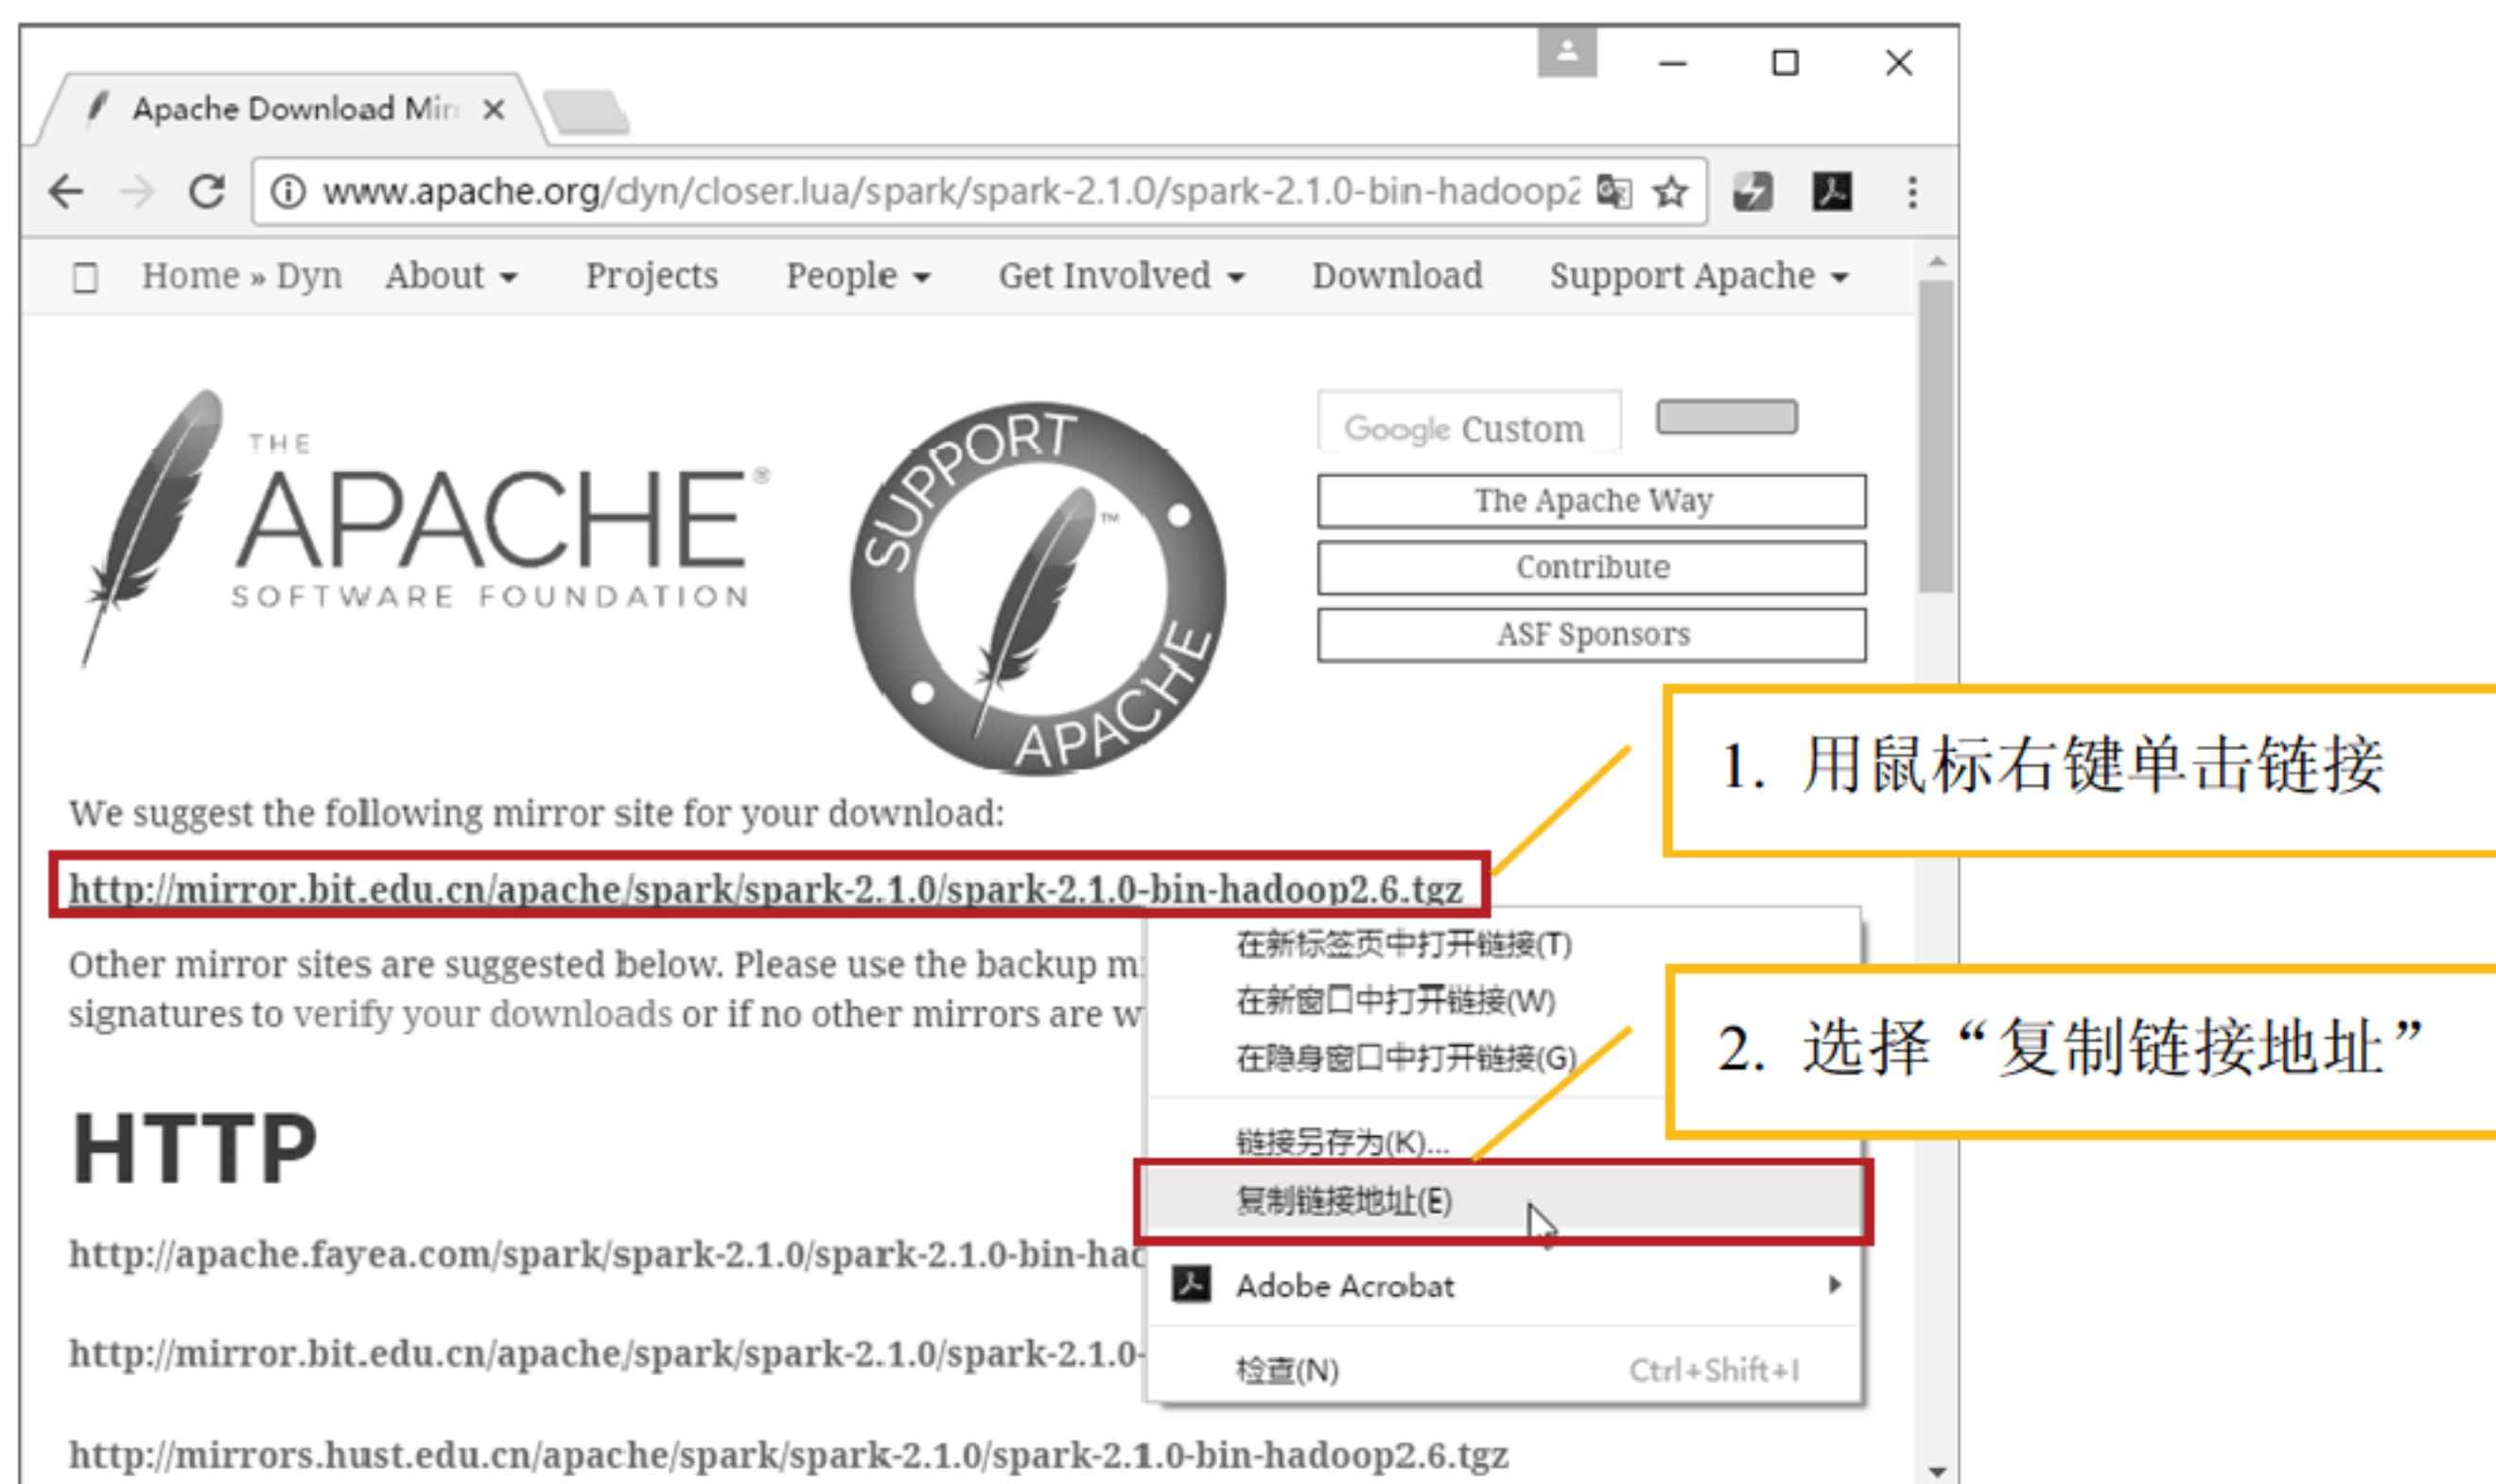 Apache Download Mir
www.apache.org/dyn/closer.lua/spark/spark-2.1.0/spark-2.1.0-bin-hadoop2
Home » Dyn About Projects People Get Involved Download Support Apache
THE
APACHE®
SOFTWARE FOUNDATION
SUPPORT
APACHE
TM
Google Custom
The Apache Way
Contribute
ASF Sponsors
1. 用鼠标右键单击链接
We suggest the following mirror site for your download:
http://mirror.bit.edu.cn/apache/spark/spark-2.1.0/spark-2.1.0-bin-hadoop2.6.tgz
Other mirror sites are suggested below. Please use the backup m
signatures to verify your downloads or if no other mirrors are w
在新标签页中打开链接(T)
在新窗口中打开链接(W)
在隐身窗口中打开链接(G)
2. 选择“复制链接地址”
链接另存为(K)...
复制链接地址(E)
Adobe Acrobat
检查(N) Ctrl+Shift+I
HTTP
http://apache.fayea.com/spark/spark-2.1.0/spark-2.1.0-bin-had
http://mirror.bit.edu.cn/apache/spark/spark-2.1.0/spark-2.1.0-
http://mirrors.hust.edu.cn/apache/spark/spark-2.1.0/spark-2.1.0-bin-hadoop2.6.tgz